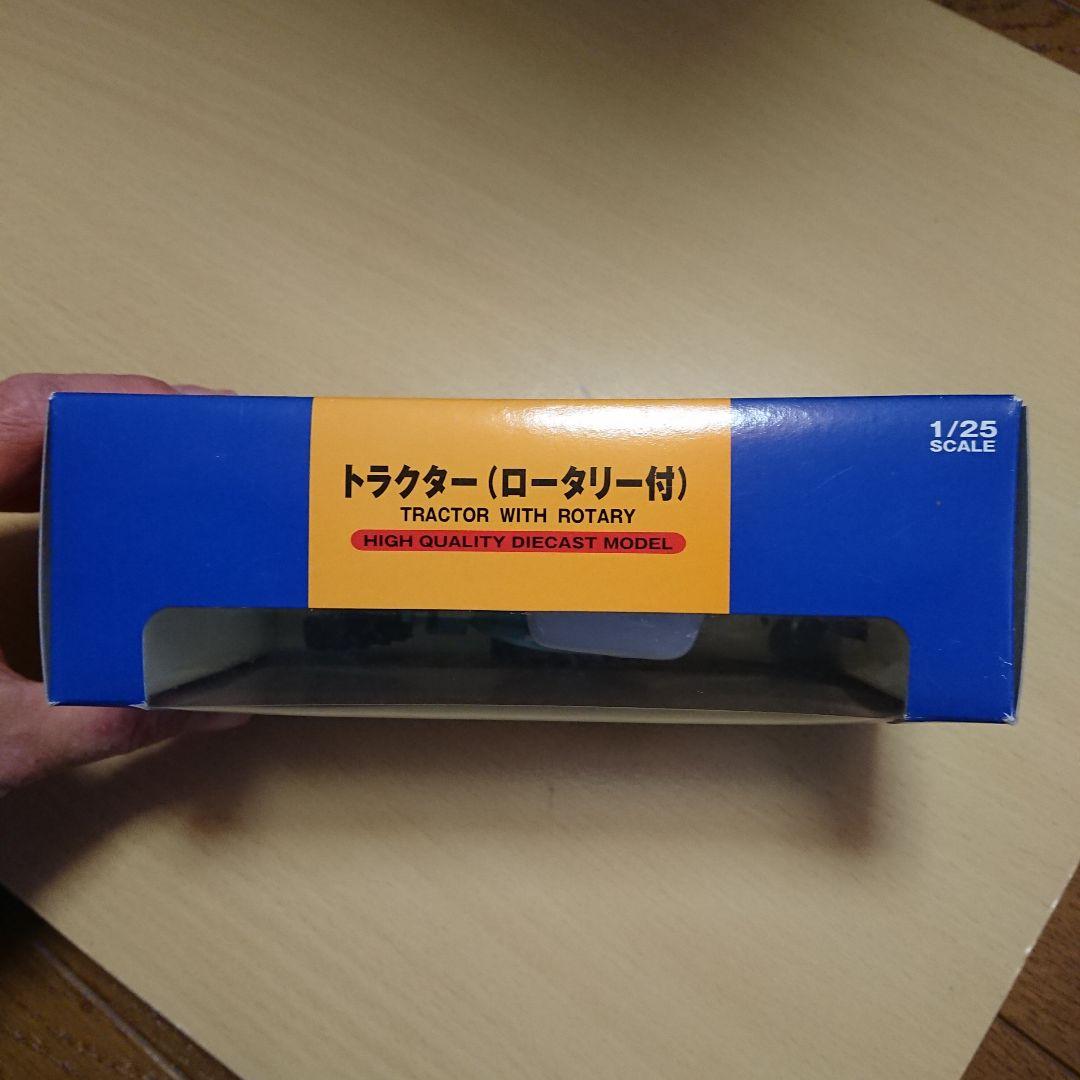 トラクター(ロータリー付)
TRACTOR WITH ROTARY
HIGH QUALITY DIECAST MODEL
1/25
SCALE